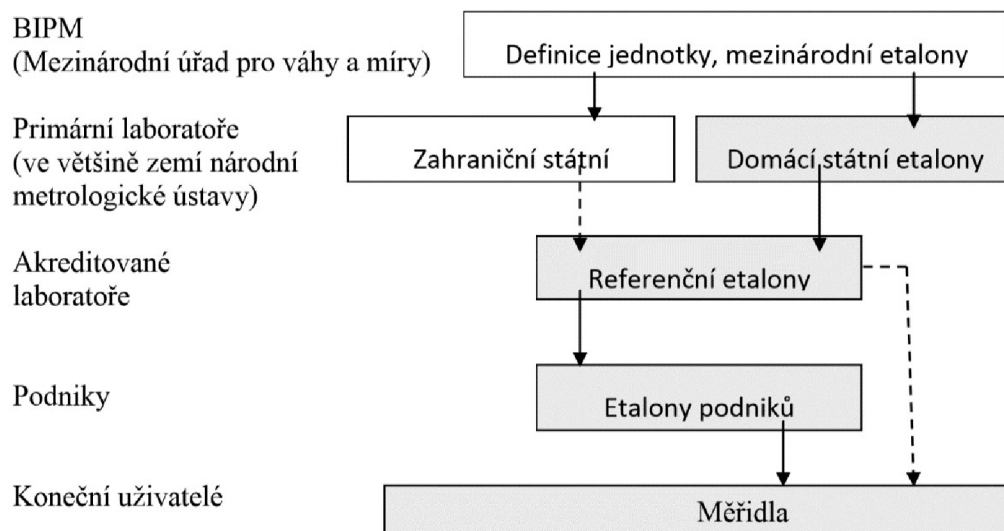 BIPM
(Mezinárodní úřad pro váhy a míry)
Definice jednotky, mezinárodní etalony
Primární laboratoře
(ve většině zemí národní
metrologické ústavy)
Zahraniční státní
Domácí státní etalony
Akreditované
laboratoře
Referenční etalony
Podniky
Etalony podniků
Koneční uživatelé
Měřidla